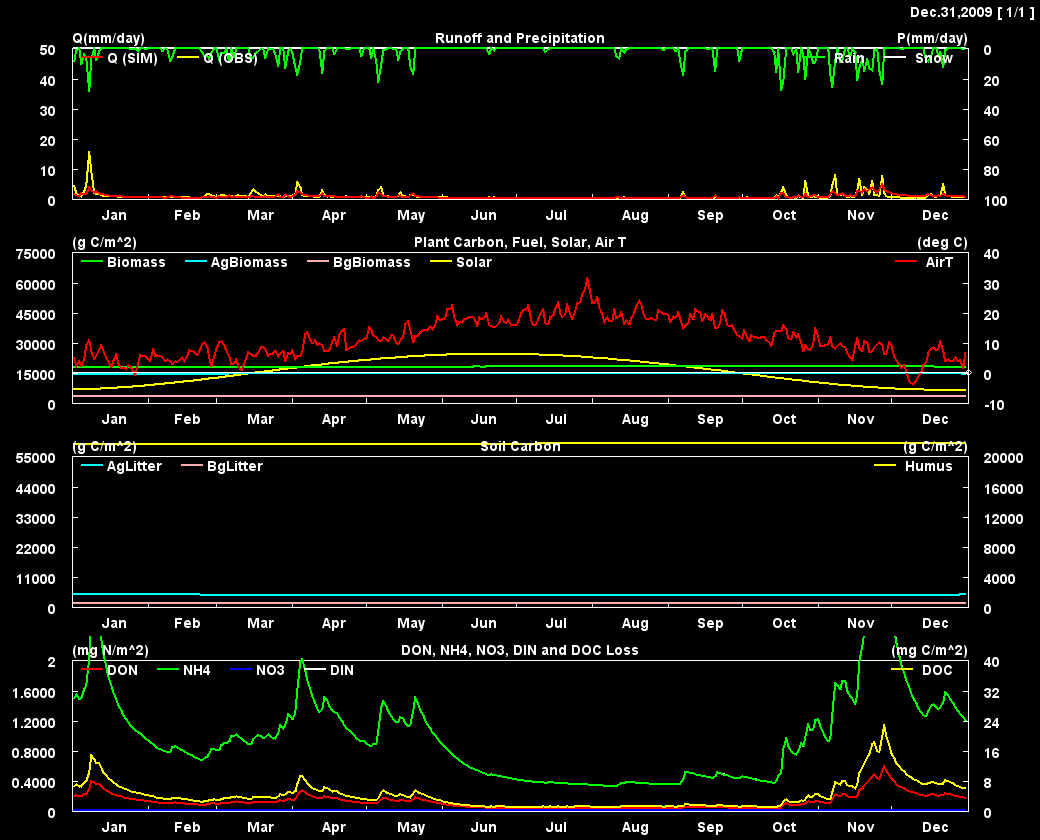 Dec.31,2009 [ 1/1 ]
Q(mm/day) Runoff and Precipitation P(mm/day)
50 0
Q (SIM) Q (OBS) Rain Snow
40 20
30 40
20 60
10 80
0 100
Jan Feb Mar Apr May Jun Jul Aug Sep Oct Nov Dec
(g C/m^2) Plant Carbon, Fuel, Solar, Air T (deg C)
75000 40
Biomass AgBiomass BgBiomass Solar AirT
60000 30
45000 20
30000 10
15000 0
0 -10
Jan Feb Mar Apr May Jun Jul Aug Sep Oct Nov Dec
(g C/m^2) Soil Carbon (g C/m^2)
55000 20000
AgLitter BgLitter Humus
44000 16000
33000 12000
22000 8000
11000 4000
0 0
Jan Feb Mar Apr May Jun Jul Aug Sep Oct Nov Dec
(mg N/m^2) DON, NH4, NO3, DIN and DOC Loss (mg C/m^2)
2 40
DON NH4 NO3 DIN DOC
1.6000 32
1.2000 24
0.8000 16
0.4000 8
0 0
Jan Feb Mar Apr May Jun Jul Aug Sep Oct Nov Dec